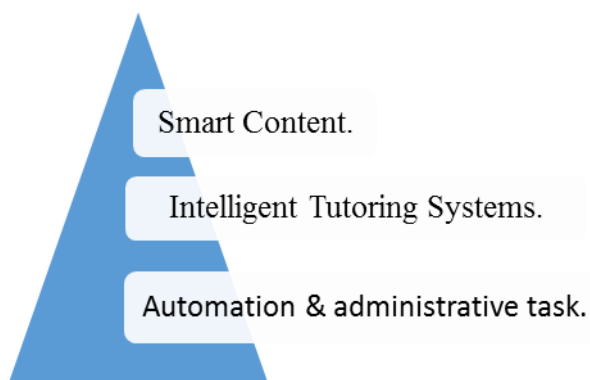 Smart Content.
Intelligent Tutoring Systems.
Automation & administrative task.